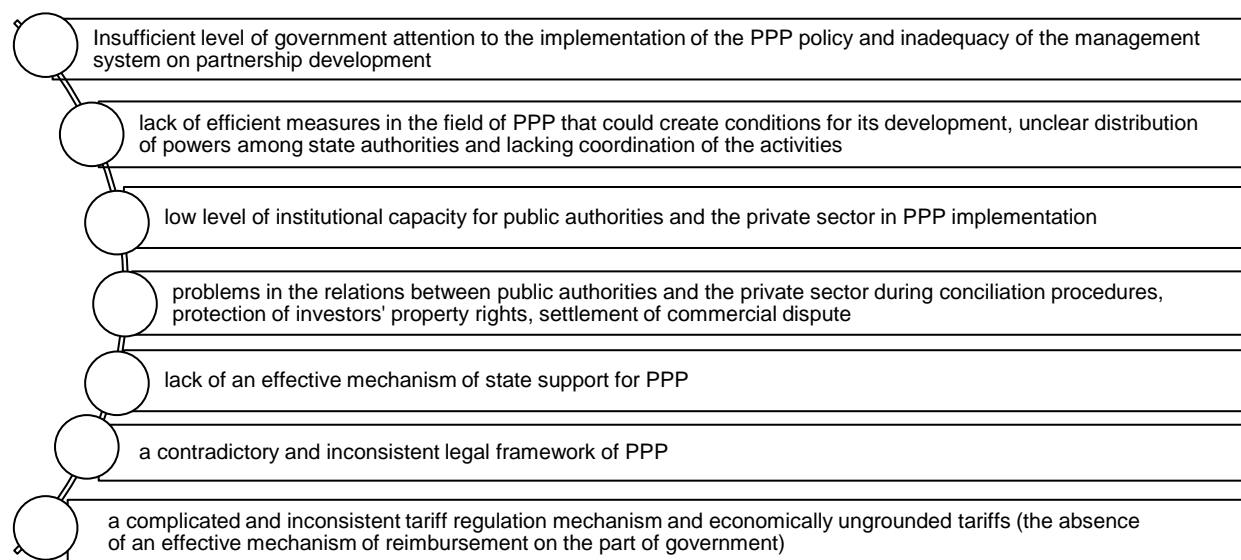 Insufficient level of government attention to the implementation of the PPP policy and inadequacy of the management
system on partnership development
lack of efficient measures in the field of PPP that could create conditions for its development, unclear distribution
of powers among state authorities and lacking coordination of the activities
low level of institutional capacity for public authorities and the private sector in PPP implementation
problems in the relations between public authorities and the private sector during conciliation procedures,
protection of investors' property rights, settlement of commercial dispute
lack of an effective mechanism of state support for PPP
a contradictory and inconsistent legal framework of PPP
a complicated and inconsistent tariff regulation mechanism and economically ungrounded tariffs (the absence
of an effective mechanism of reimbursement on the part of government)